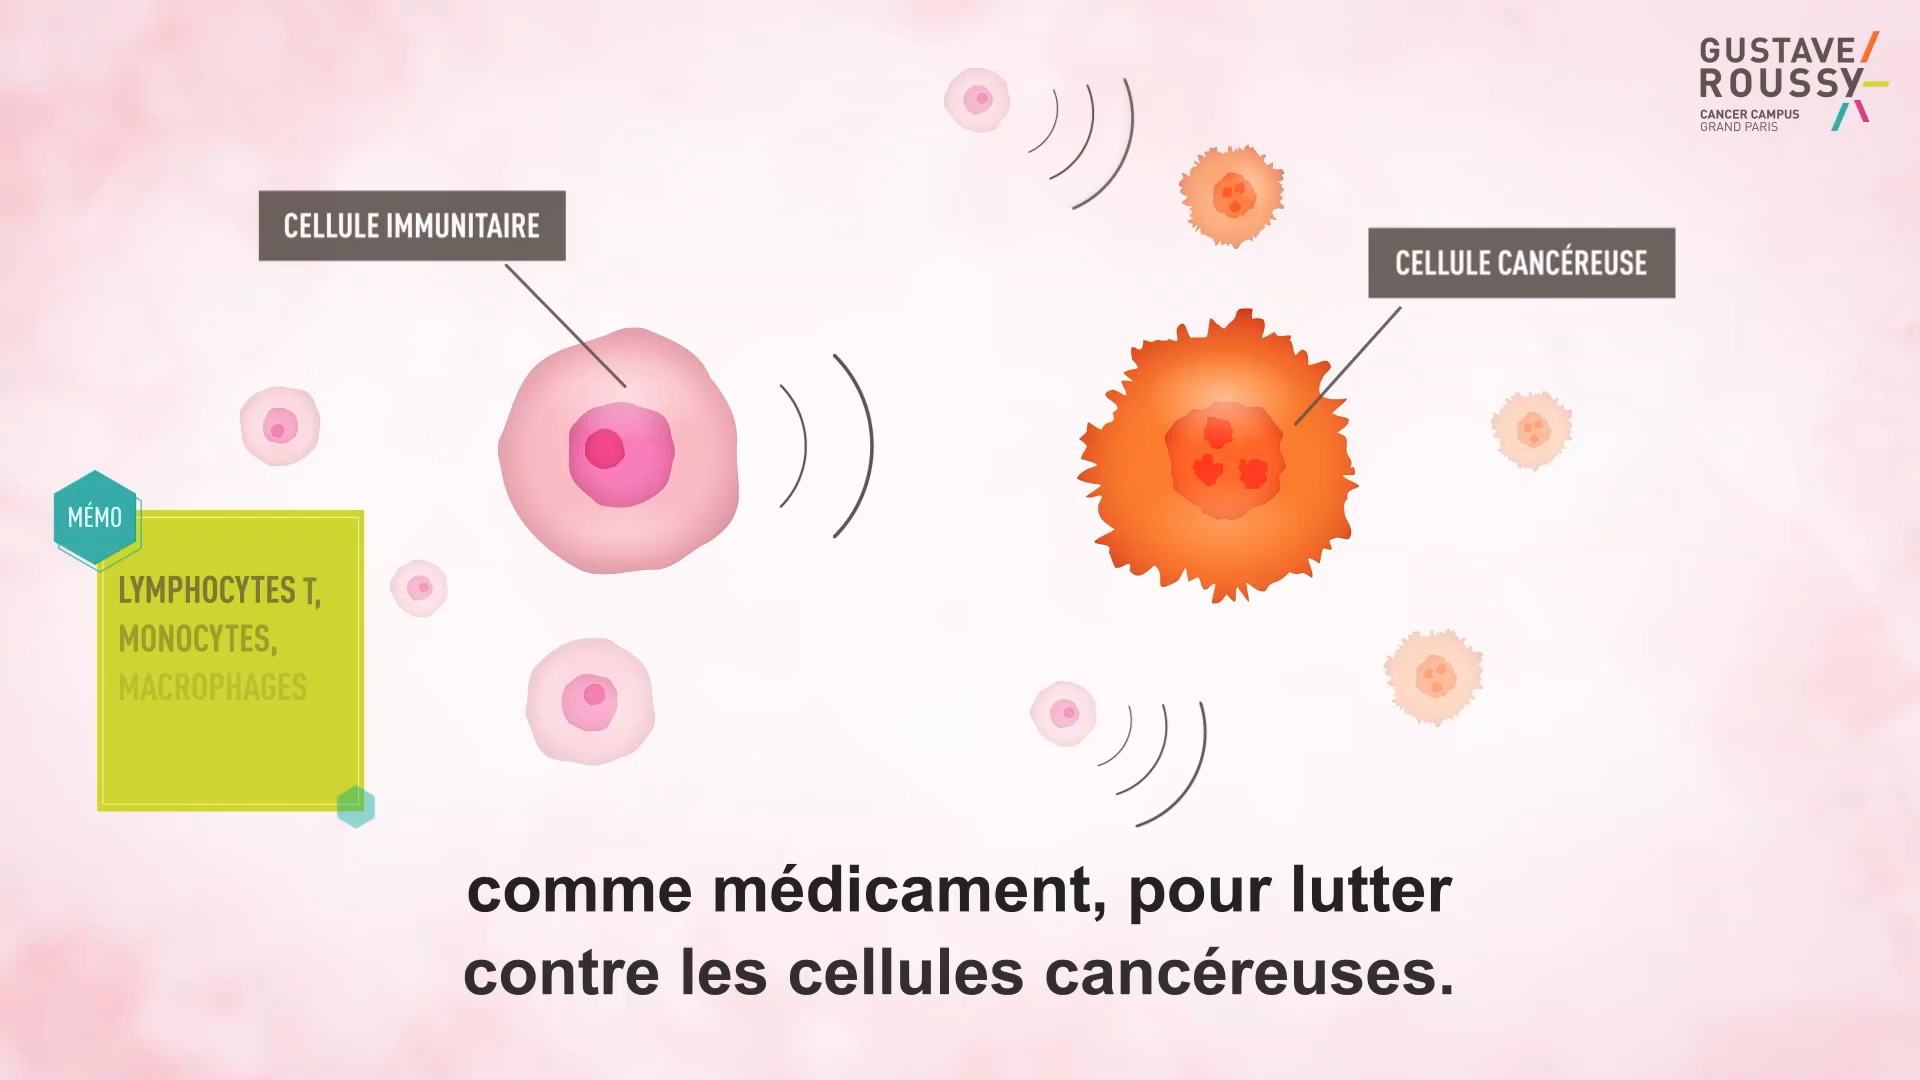 GUSTAVE
ROUSSY
CANCER CAMPUS
GRAND PARIS
CELLULE IMMUNITAIRE
CELLULE CANCÉREUSE
MÉMO
LYMPHOCYTES T,
MONOCYTES,
MACROPHAGES
comme médicament, pour lutter
contre les cellules cancéreuses.